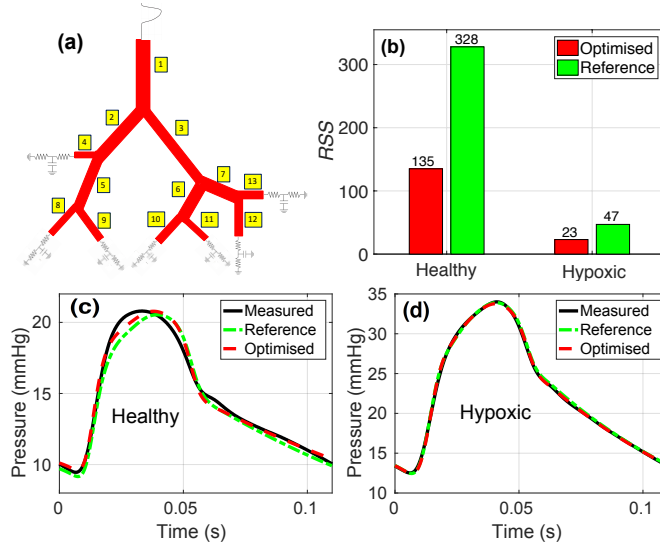 (a)
1
2
3
4
5
6
7
8
9
10
11
12
13
(b)
RSS
300
200
100
0
135
328
23
47
Optimised
Reference
Healthy
Hypoxic
(c)
Pressure (mmHg)
20
15
10
Measured
Reference
Optimised
Healthy
0
0.05
0.1
Time (s)
(d)
Pressure (mmHg)
35
30
25
20
15
10
Measured
Reference
Optimised
Hypoxic
0
0.05
0.1
Time (s)